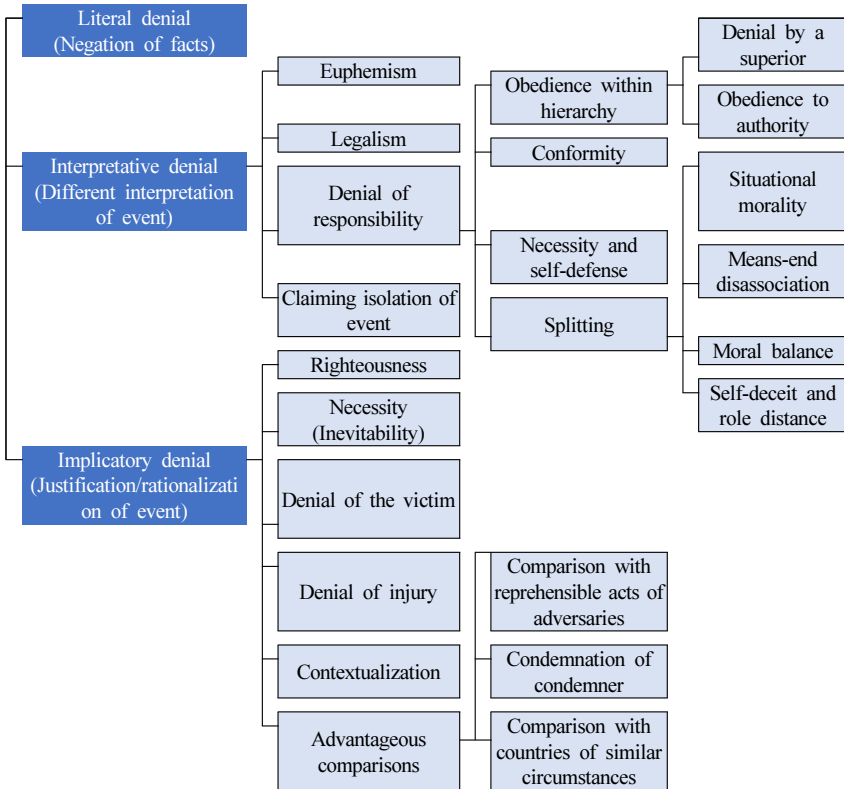 Literal denial
(Negation of facts)
Interpretative denial
(Different interpretation
of event)
Implicatory denial
(Justification/rationalizati
on of event)
Euphemism
Legalism
Denial of
responsibility
Claiming isolation of
event
Righteousness
Necessity
(Inevitability)
Denial of the victim
Denial of injury
Contextualization
Advantageous
comparisons
Obedience within
hierarchy
Conformity
Necessity and
self-defense
Splitting
Comparison with
reprehensible acts of
adversaries
Condemnation of
condemner
Comparison with
countries of similar
circumstances
Denial by a
superior
Obedience to
authority
Situational
morality
Means-end
disassociation
Moral balance
Self-deceit and
role distance